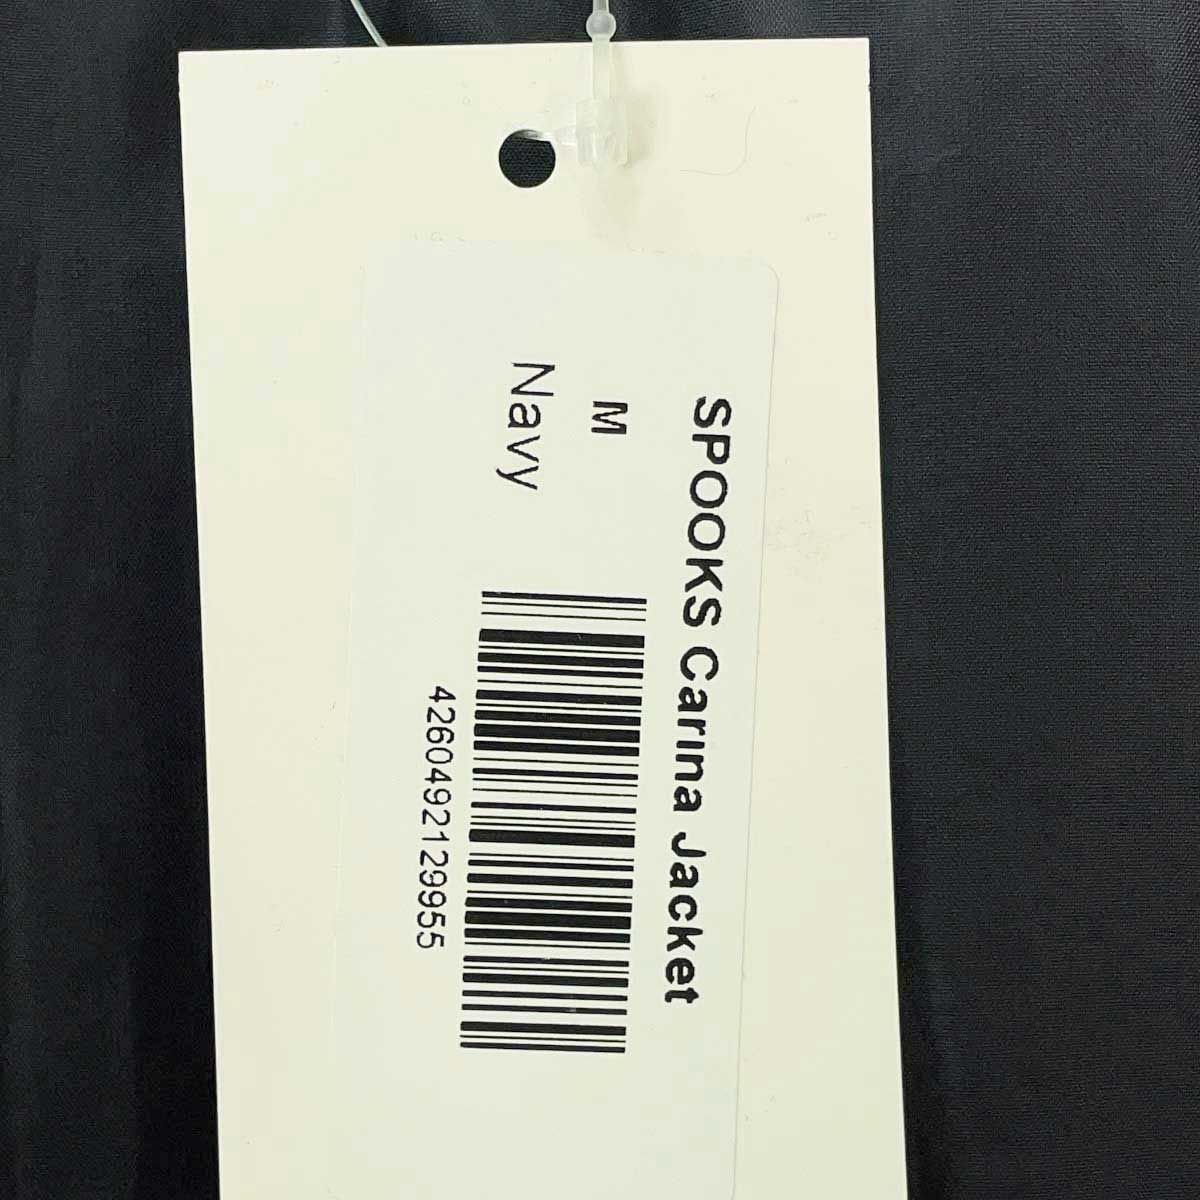 SPOOKS Carina Jacket
M
Navy
4260492129955